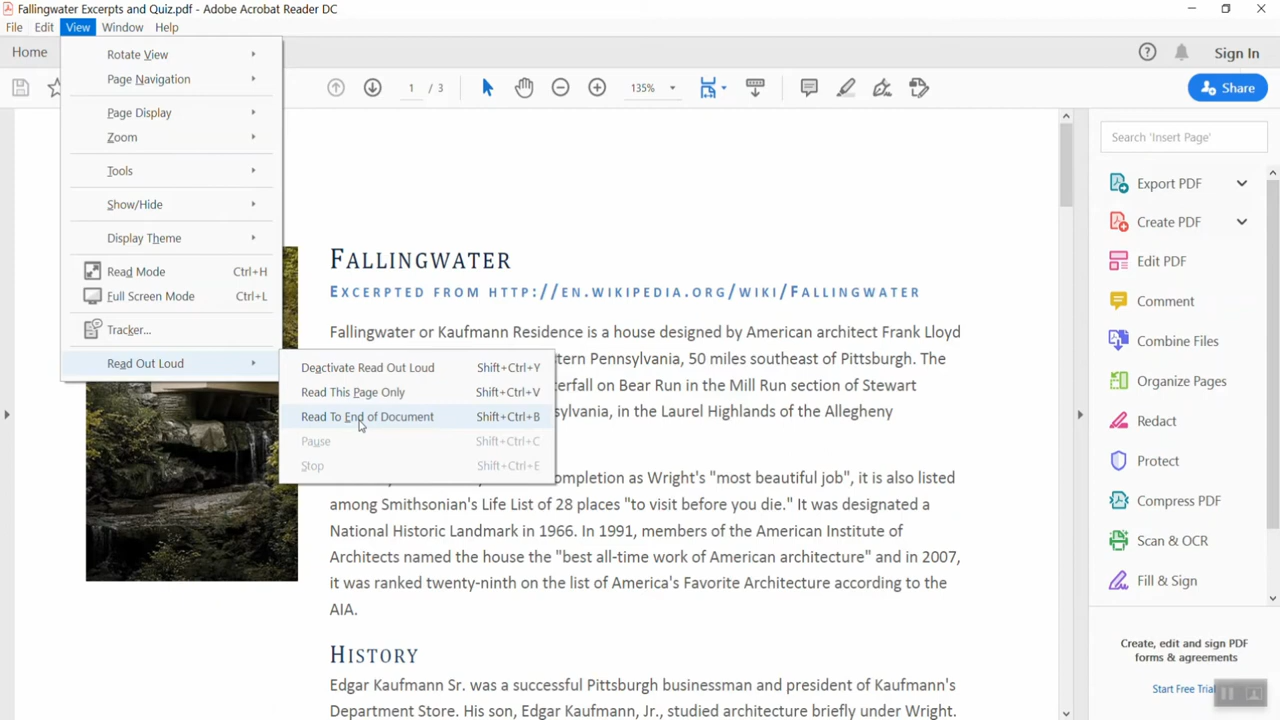 Fallingwater Excerpts and Quiz.pdf - Adobe Acrobat Reader DC
File Edit View Window Help
Home
Sign In
Rotate View
Page Navigation
Page Display
Zoom
Tools
Show/Hide
Display Theme
Read Mode Ctrl+H
Full Screen Mode Ctrl+L
Tracker...
Read Out Loud
Deactivate Read Out Loud Shift+Ctrl+Y
Read This Page Only Shift+Ctrl+V
Read To End of Document Shift+Ctrl+B
Pause Shift+Ctrl+C
Stop Shift+Ctrl+E
1 / 3
135%
Share
FALLINGWATER
EXCERPTED FROM HTTP://EN.WIKIPEDIA.ORG/WIKI/FALLINGWATER
Fallingwater or Kaufmann Residence is a house designed by American architect Frank Lloyd
tern Pennsylvania, 50 miles southeast of Pittsburgh. The
terfall on Bear Run in the Mill Run section of Stewart
sylvania, in the Laurel Highlands of the Allegheny
ompletion as Wright's "most beautiful job", it is also listed
among Smithsonian's Life List of 28 places "to visit before you die." It was designated a
National Historic Landmark in 1966. In 1991, members of the American Institute of
Architects named the house the "best all-time work of American architecture" and in 2007,
it was ranked twenty-ninth on the list of America's Favorite Architecture according to the
AIA.
HISTORY
Edgar Kaufmann Sr. was a successful Pittsburgh businessman and president of Kaufmann's
Department Store. His son, Edgar Kaufmann, Jr., studied architecture briefly under Wright.
Search 'Insert Page'
Export PDF
Create PDF
Edit PDF
Comment
Combine Files
Organize Pages
Redact
Protect
Compress PDF
Scan & OCR
Fill & Sign
Create, edit and sign PDF
forms & agreements
Start Free Trial